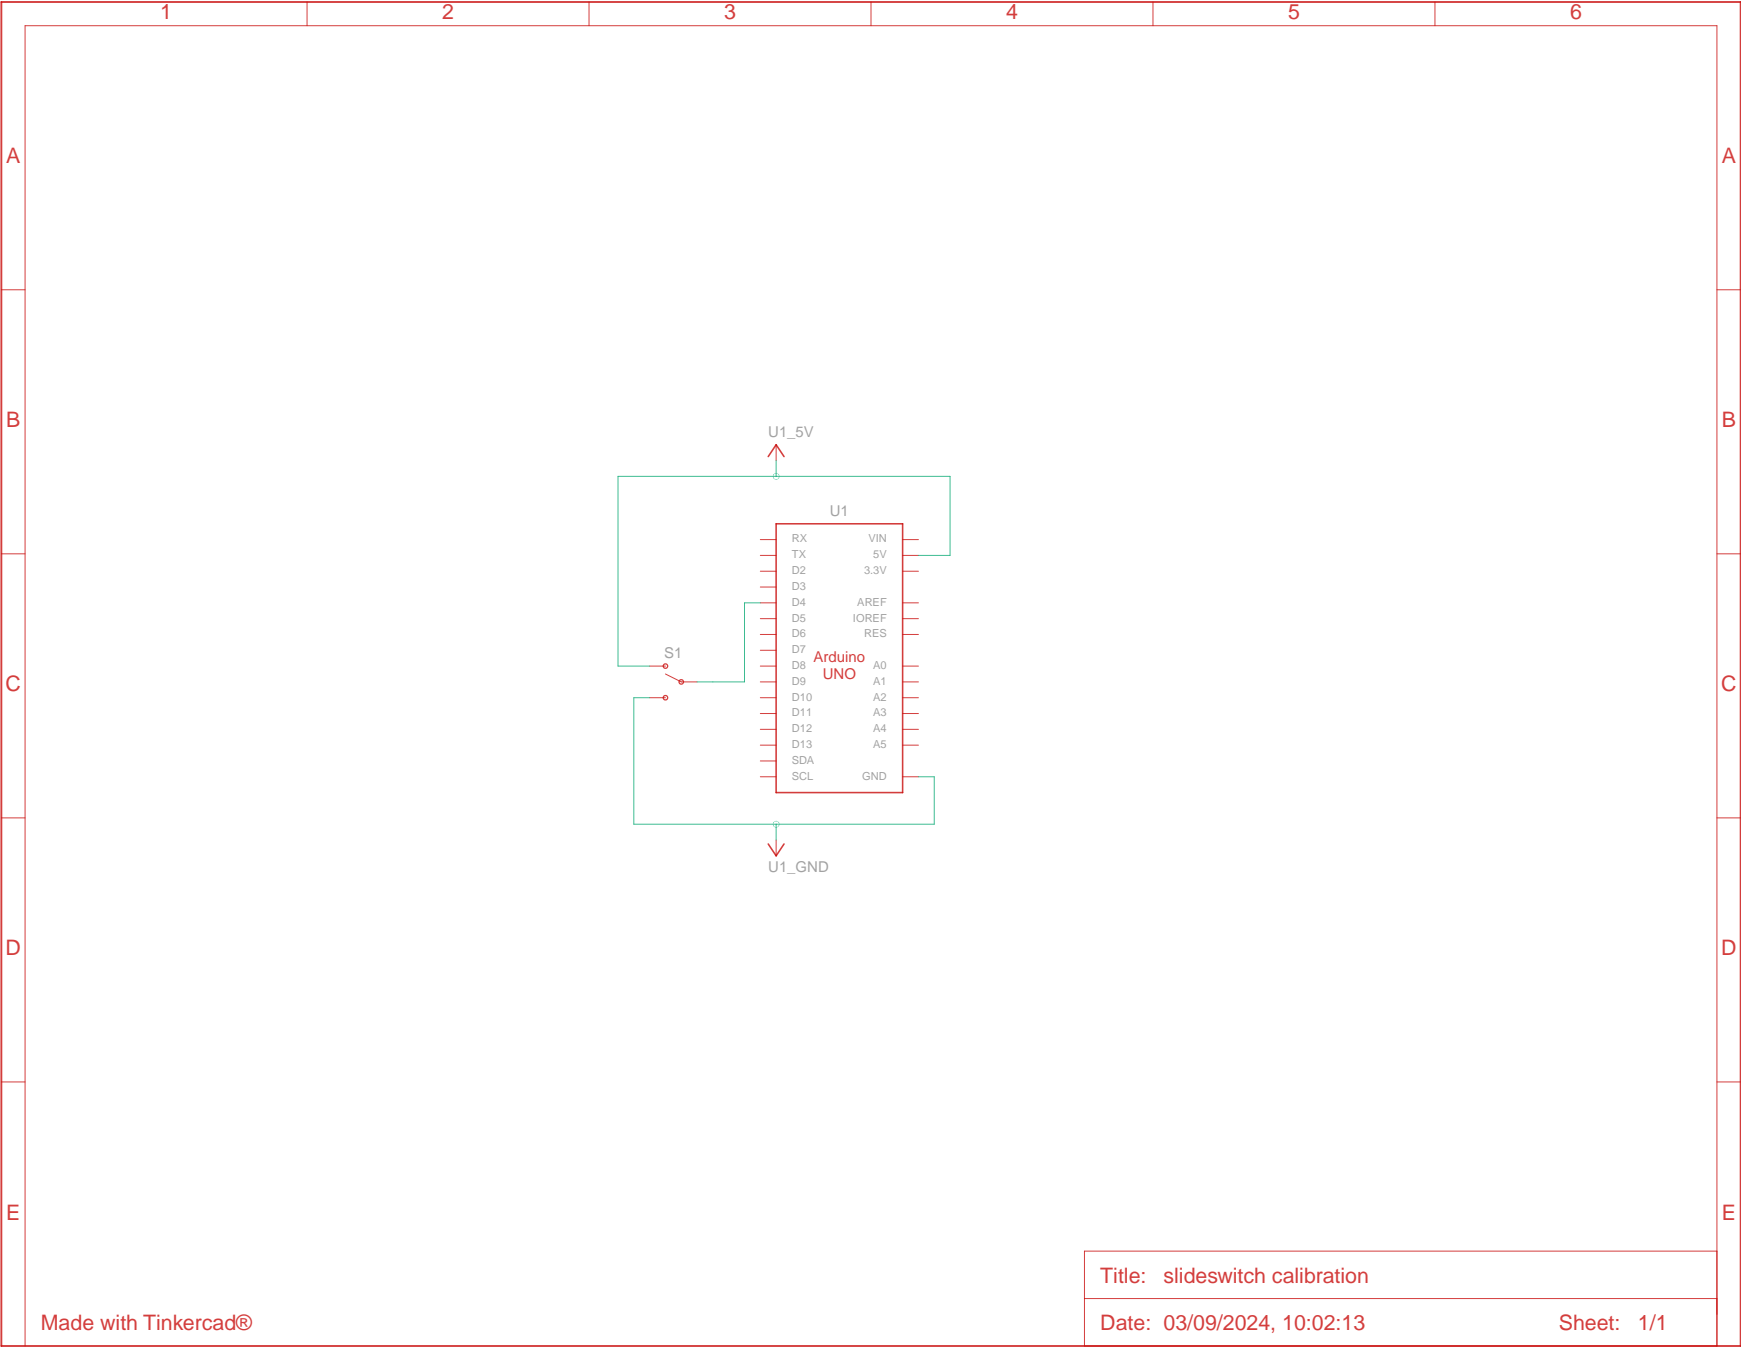 1 2 3 4 5 6
A A
B B
U1_5V
U1
RX VIN
TX 5V
D2 3.3V
D3
D4 AREF
D5 IOREF
D6 RES
S1
D7
Arduino
D8 A0
UNO
D9 A1
C C
D10 A2
D11 A3
D12 A4
D13 A5
SDA
SCL GND
U1_GND
D D
E E
Title: slideswitch calibration
Made with Tinkercad®
Date: 03/09/2024, 10:02:13 Sheet: 1/1